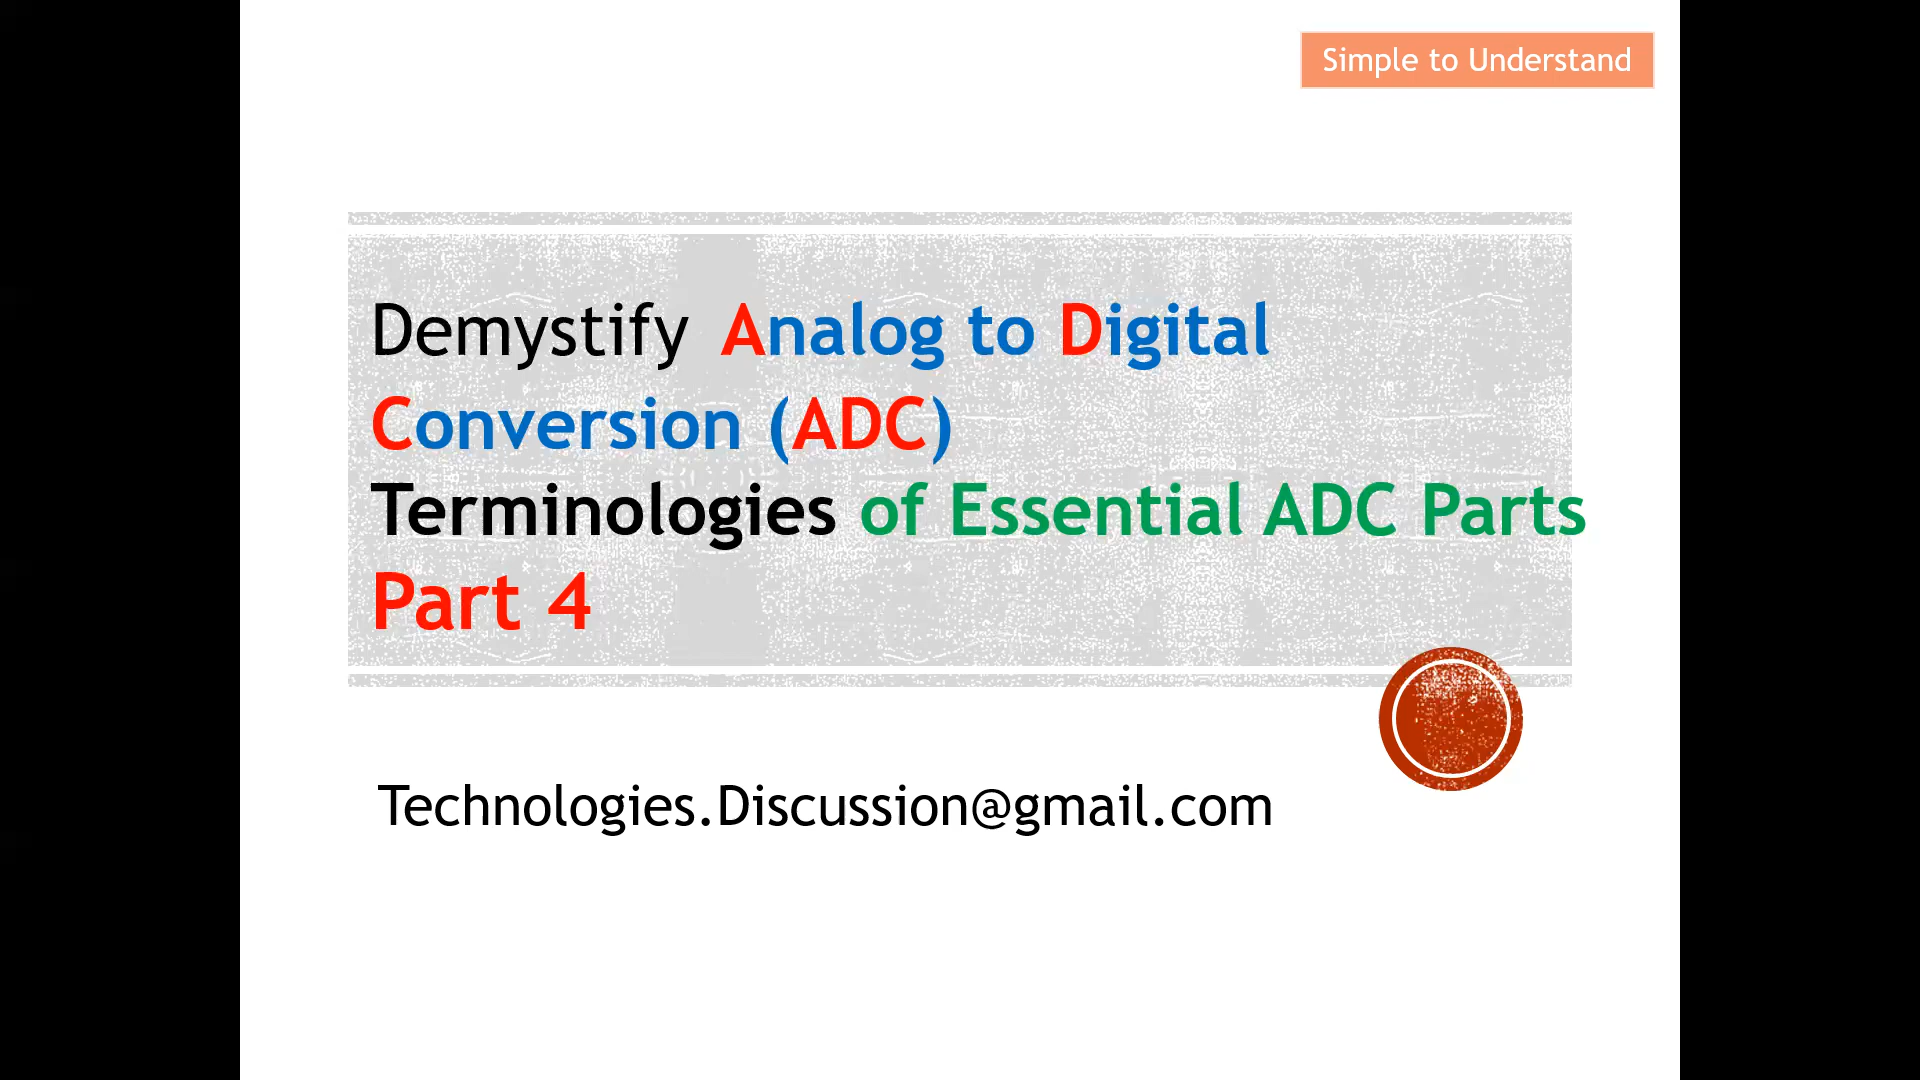 Simple to Understand
Demystify Analog to Digital
Conversion (ADC)
Terminologies of Essential ADC Parts
Part 4
Technologies.Discussion@gmail.com